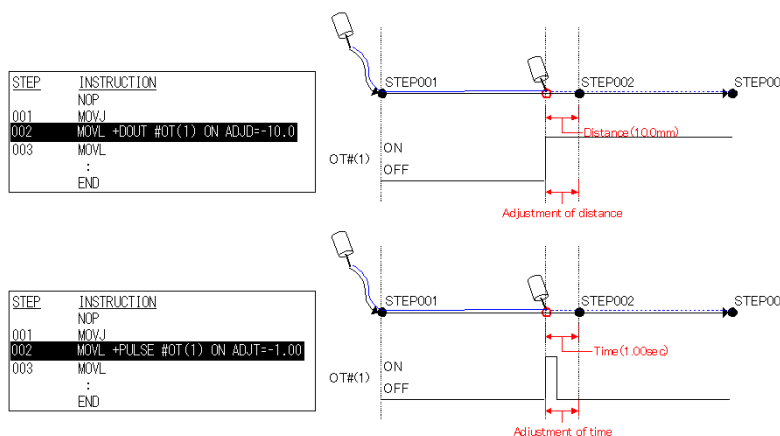 STEP INSTRUCTION
NOP
001 MOVJ
002 MOVL +DOUT #OT(1) ON ADJD=-10.0
003 MOVL
:
END
STEP001
STEP002
STEP00
Distance(10.0mm)
OT#(1)
ON
OFF
Adjustment of distance
STEP INSTRUCTION
NOP
001 MOVJ
002 MOVL +PULSE #OT(1) ON ADJT=-1.00
003 MOVL
:
END
STEP001
STEP002
STEP00
Time(1.00sec)
OT#(1)
ON
OFF
Adjustment of time